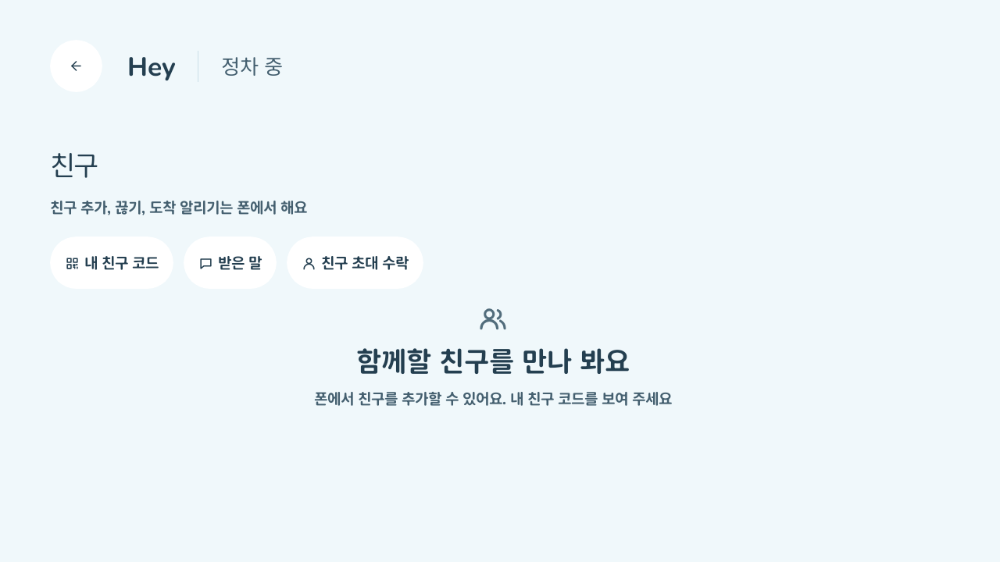 Hey 정차 중
친구
친구 추가, 끊기, 도착 알리기는 폰에서 해요
내 친구 코드 받은 말 친구 초대 수락
함께할 친구를 만나 봐요
폰에서 친구를 추가할 수 있어요. 내 친구 코드를 보여 주세요